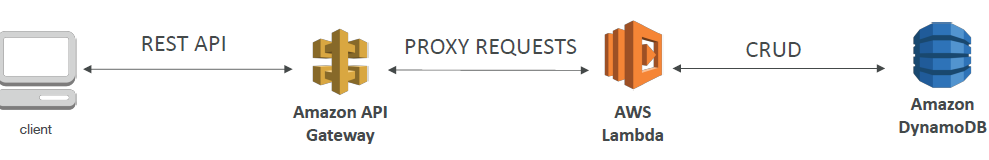 REST API
PROXY REQUESTS
CRUD
client
Amazon API
Gateway
AWS
Lambda
Amazon
DynamoDB